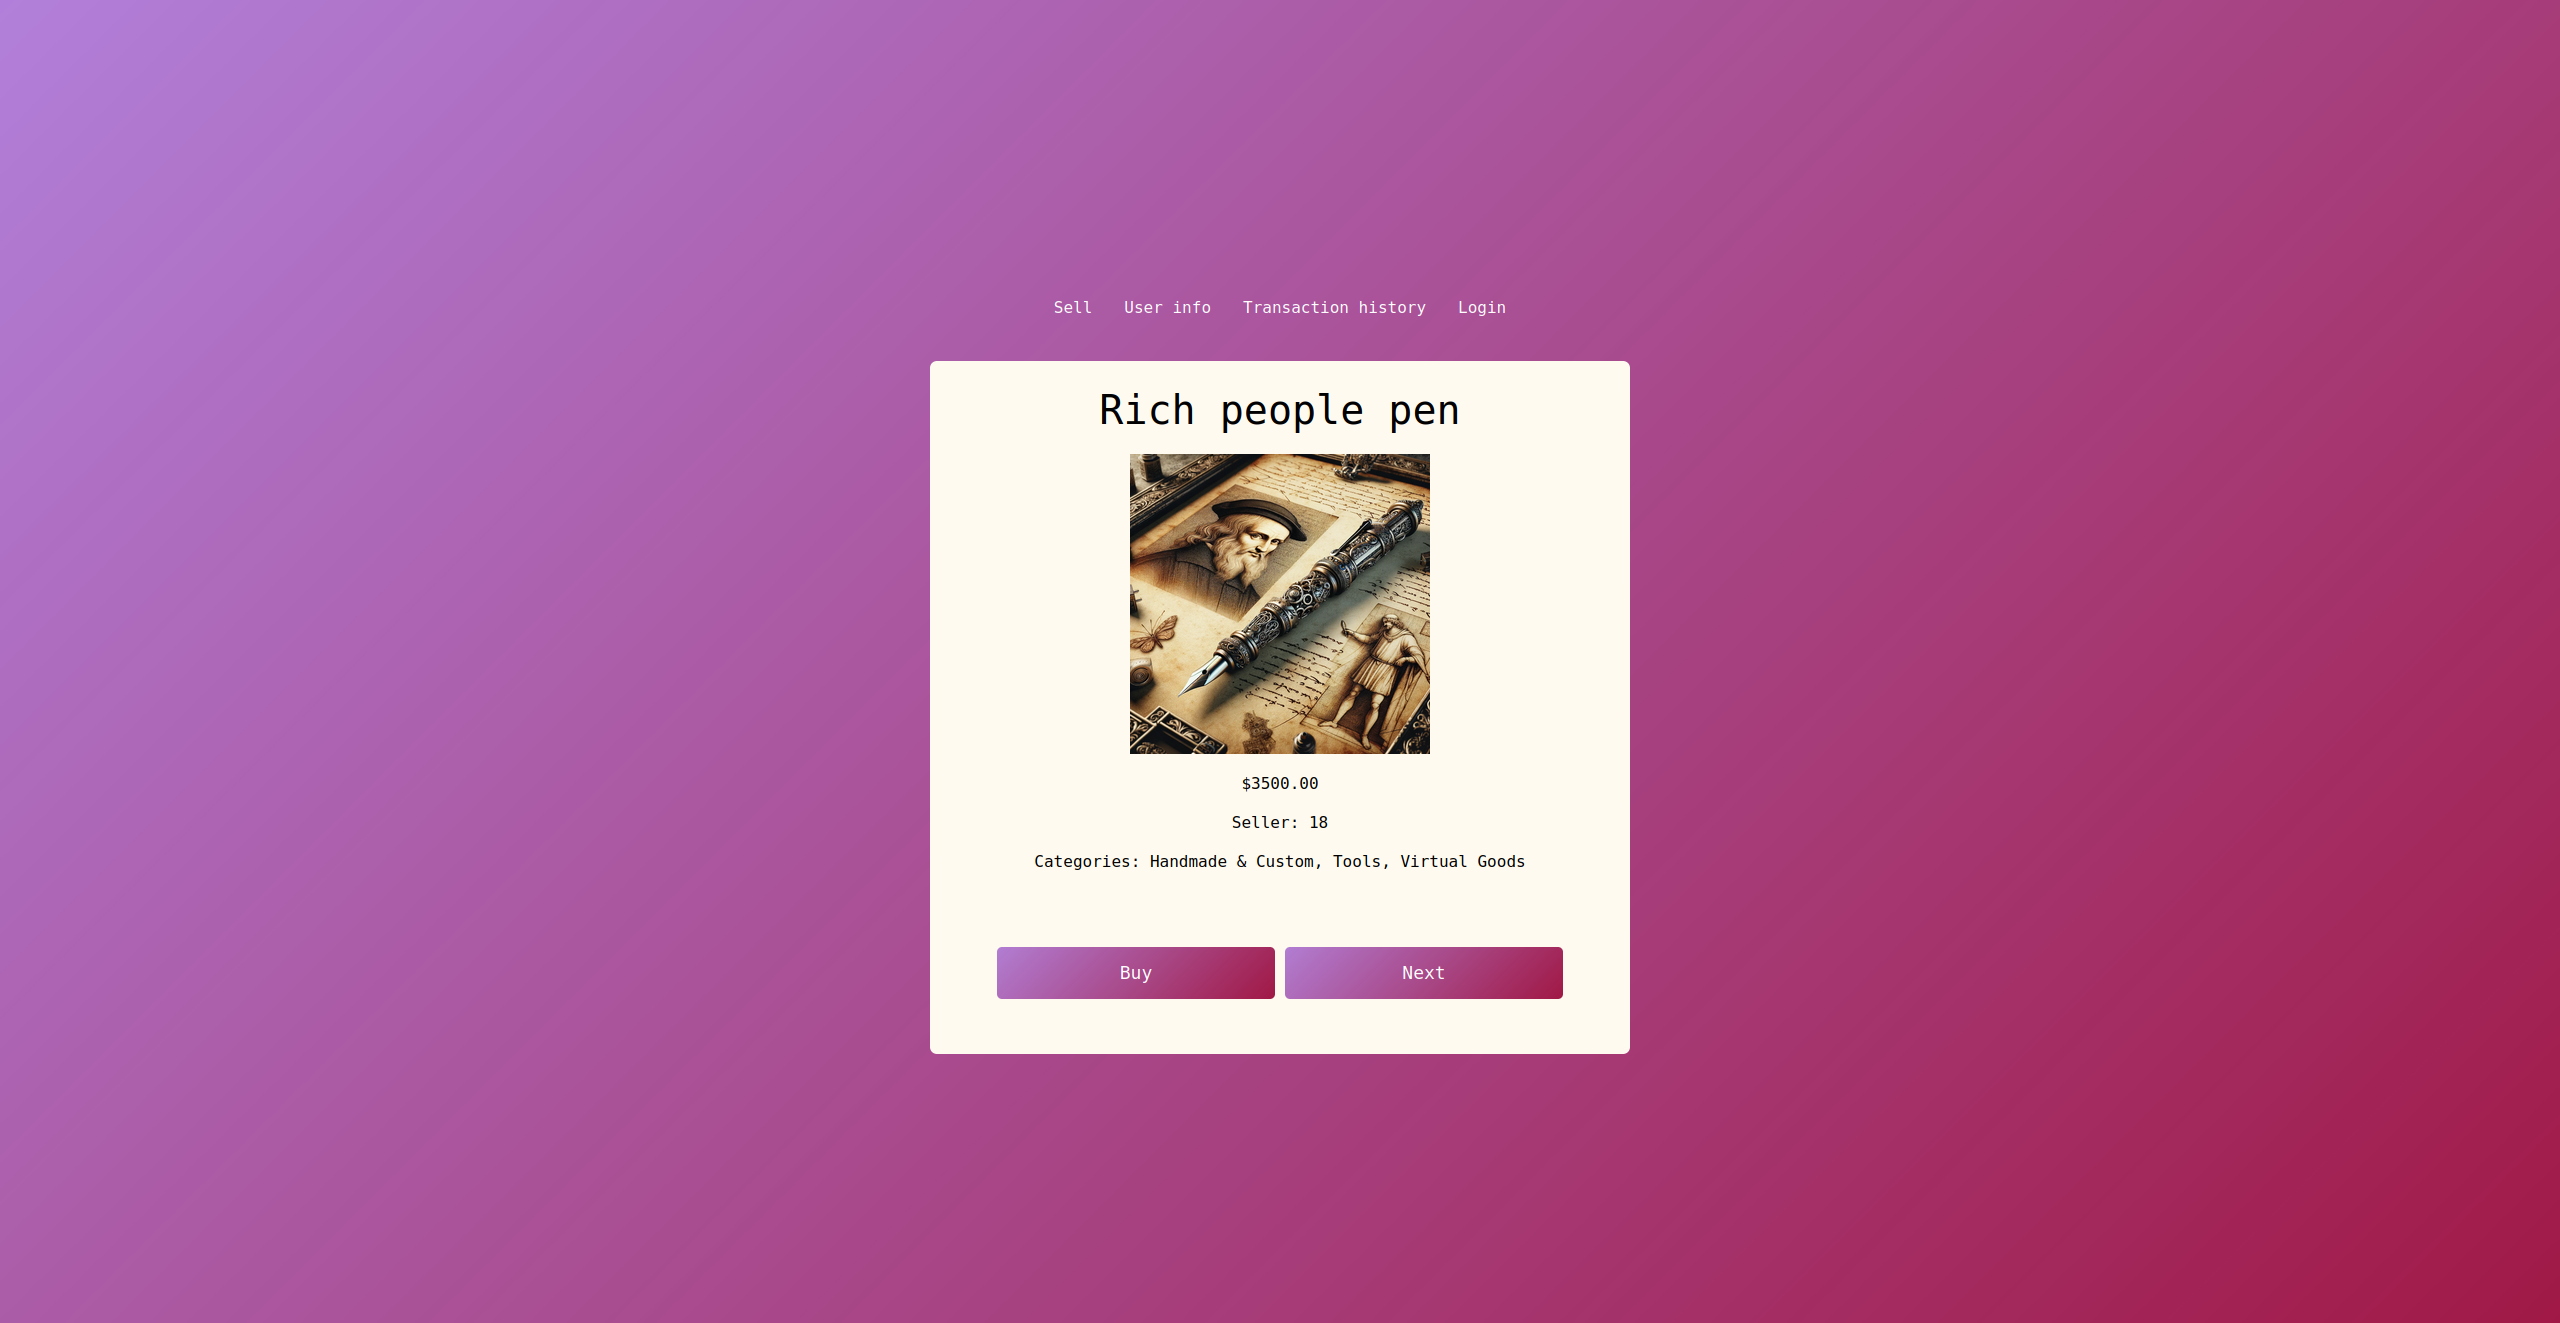 Sell User info Transaction history Login
Rich people pen
$3500.00
Seller: 18
Categories: Handmade & Custom, Tools, Virtual Goods
Buy Next